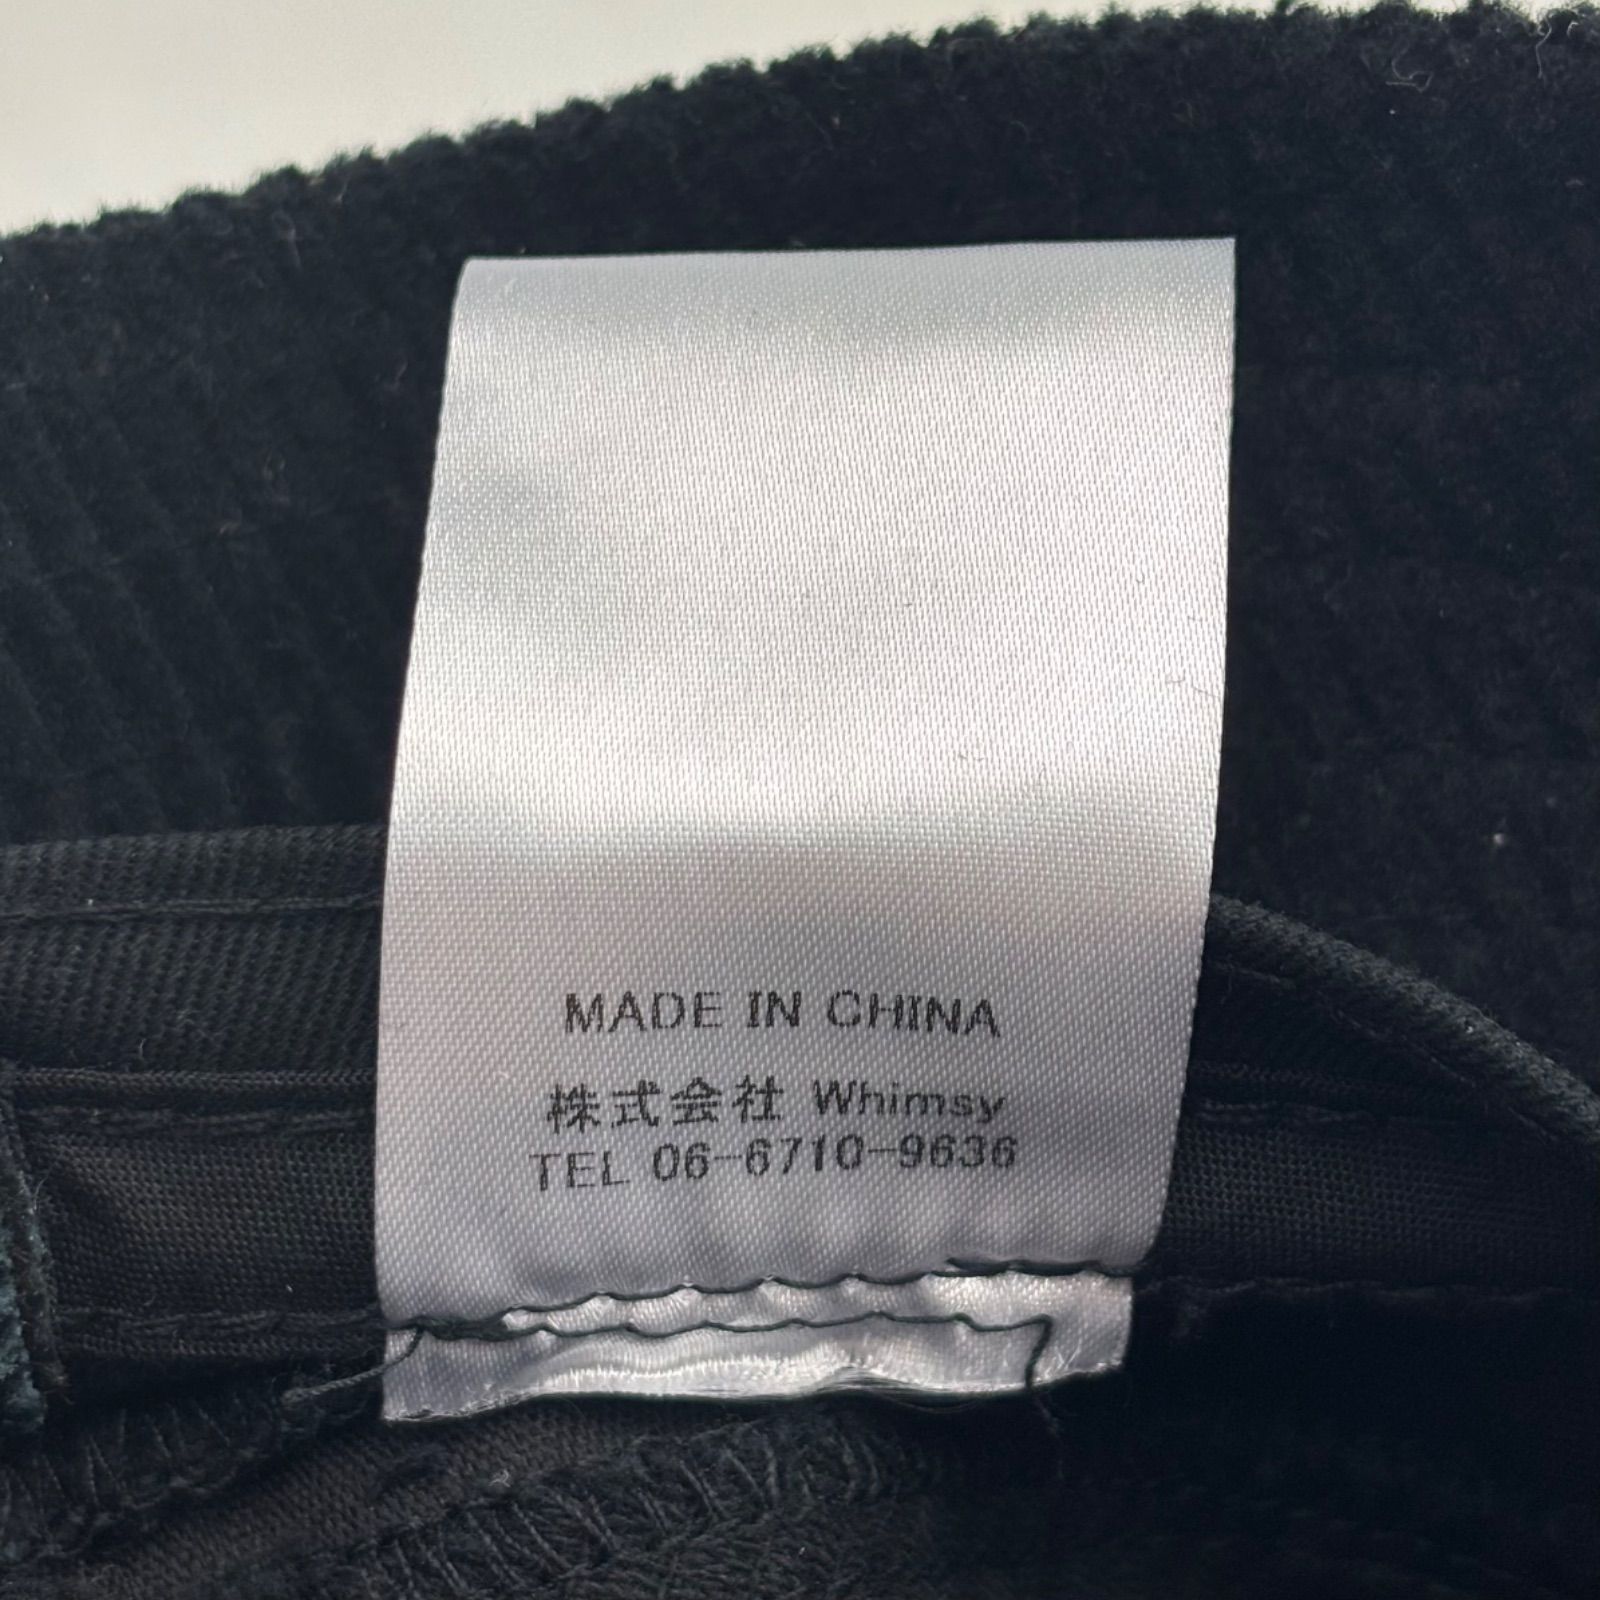 MADE IN CHINA
株式会社 Whimsy
TEL 06-6710-9636